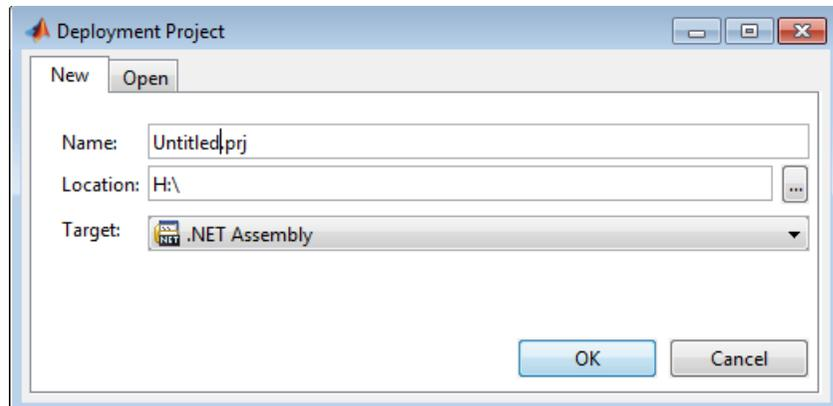 Deployment Project
New Open
Name: Untitled.prj
Location: H:\ ...
Target: .NET Assembly
OK Cancel